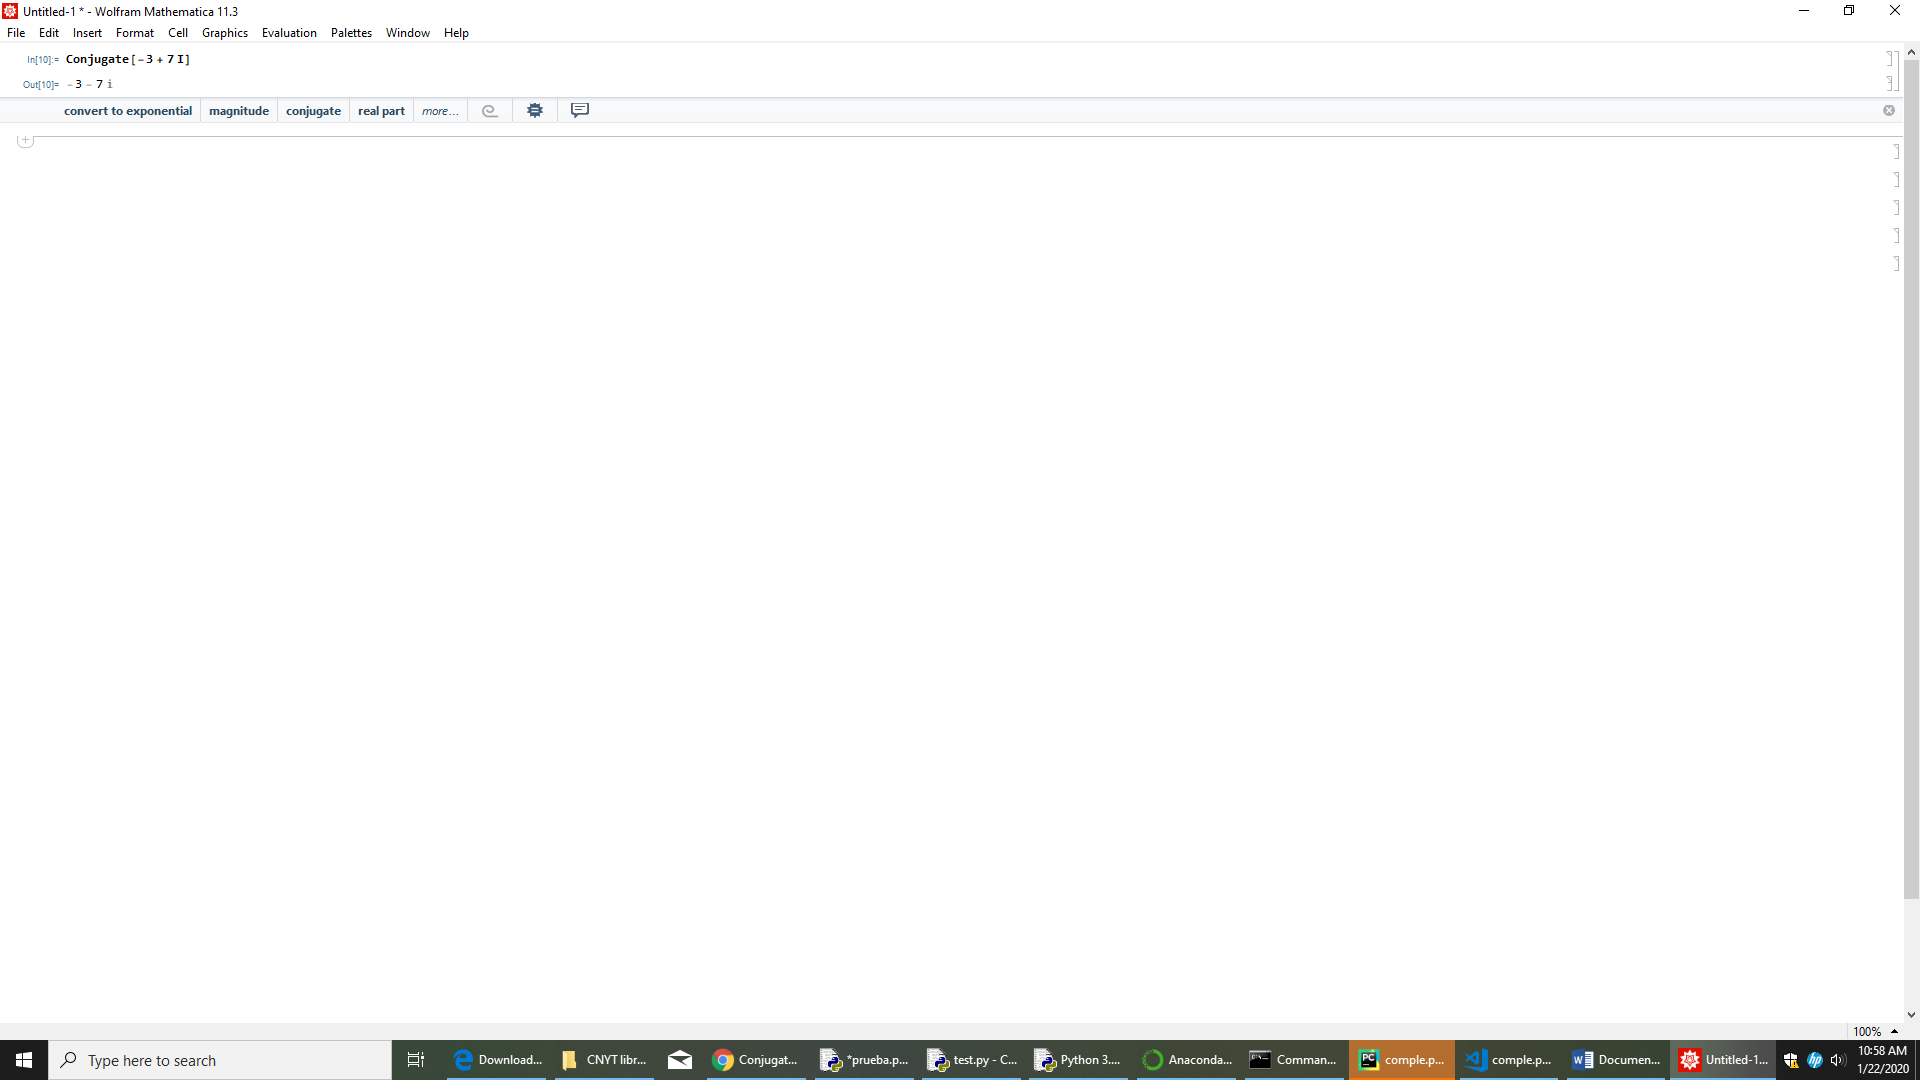 Untitled-1 * - Wolfram Mathematica 11.3
File Edit Insert Format Cell Graphics Evaluation Palettes Window Help
In[10]:= Conjugate[-3 + 7 I]
Out[10]= -3 - 7 i
convert to exponential magnitude conjugate real part more...
100%
Type here to search Download... CNYT libr... Conjugat... *prueba.p... test.py - C... Python 3.... Anaconda... Comman... comple.p... comple.p... Documen... Untitled-1... 10:58 AM
1/22/2020